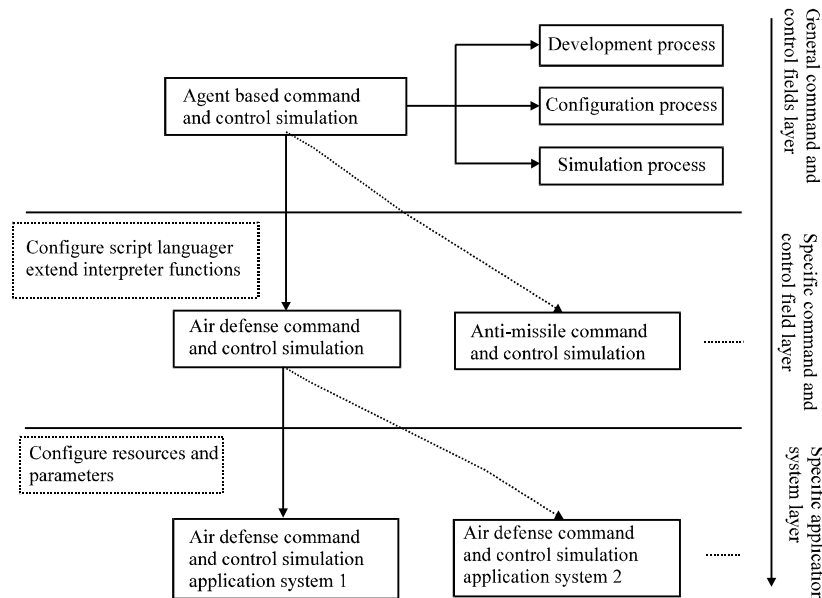 Development process
Agent based command
and control simulation
Configuration process
Simulation process
General command and
control fields layer
Configure script languager
extend interpreter functions
Air defense command
and control simulation
Anti-missile command
and control simulation
Specific command and
control field layer
Configure resources and
parameters
Air defense command
and control simulation
application system 1
Air defense command
and control simulation
application system 2
Specific application
system layer